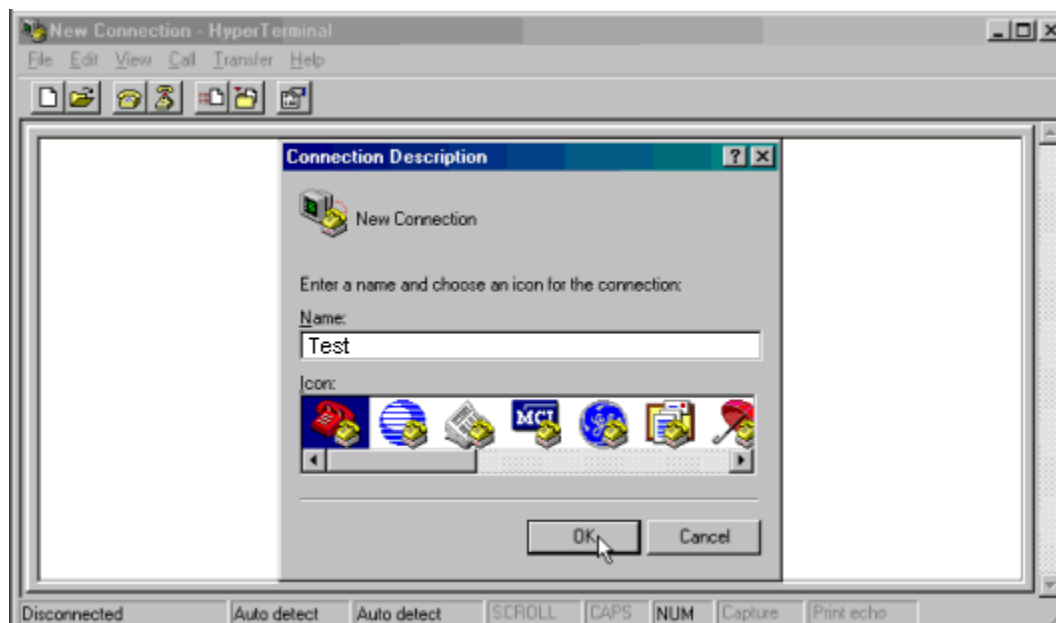 New Connection - HyperTerminal
File Edit View Call Transfer Help
Connection Description
New Connection
Enter a name and choose an icon for the connection:
Name:
Test
Icon:
MCI
OK
Cancel
Disconnected Auto detect Auto detect SCROLL CAPS NUM Capture Print echo